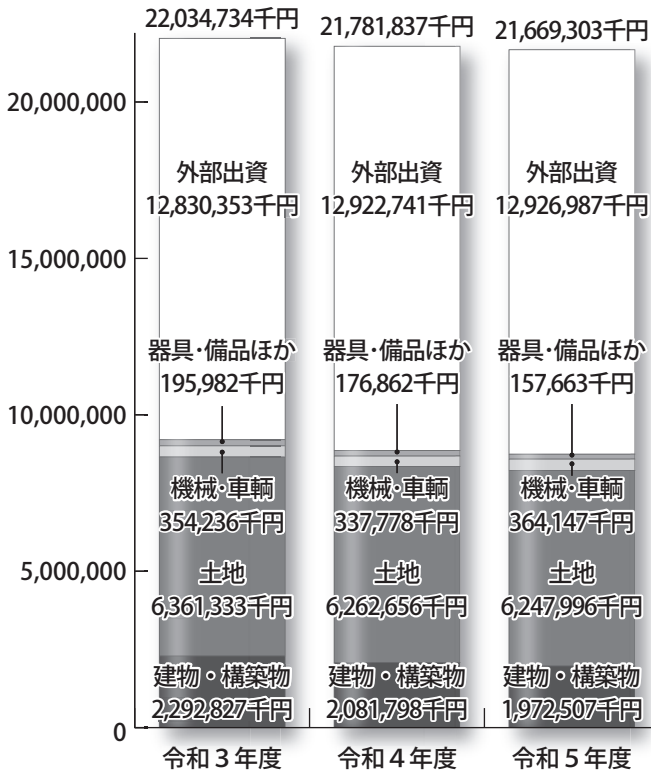 22,034,734千円
21,781,837千円
21,669,303千円
20,000,000
外部出資
12,830,353千円
外部出資
12,922,741千円
外部出資
12,926,987千円
15,000,000
器具・備品ほか
195,982千円
器具・備品ほか
176,862千円
器具・備品ほか
157,663千円
10,000,000
機械・車輌
354,236千円
機械・車輌
337,778千円
機械・車輌
364,147千円
5,000,000
土地
6,361,333千円
土地
6,262,656千円
土地
6,247,996千円
建物・構築物
2,292,827千円
建物・構築物
2,081,798千円
建物・構築物
1,972,507千円
0
令和3年度
令和4年度
令和5年度